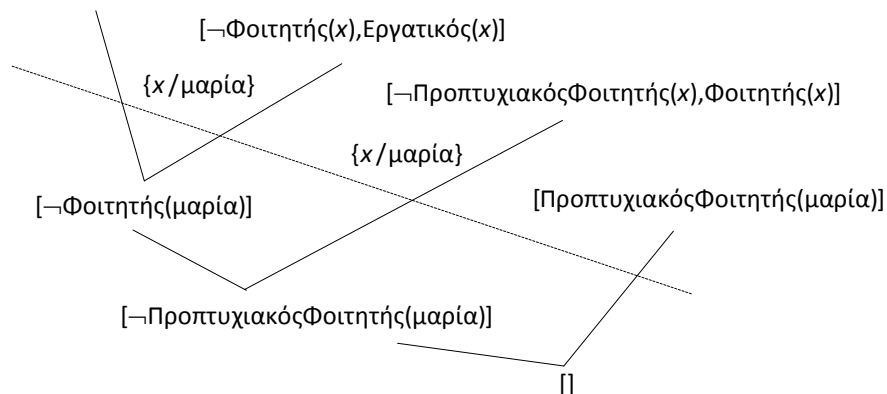 [¬Φοιτητής(x),Εργατικός(x)]
{x/μαρία}
[¬ΠροπτυχιακόςΦοιτητής(x),Φοιτητής(x)]
{x/μαρία}
[¬Φοιτητής(μαρία)]
[ΠροπτυχιακόςΦοιτητής(μαρία)]
[¬ΠροπτυχιακόςΦοιτητής(μαρία)]
[]